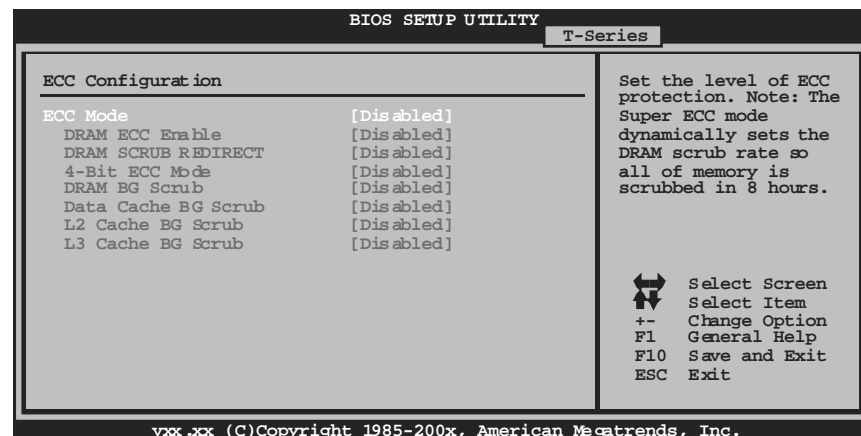 BIOS SETUP UTILITY
T-Series
ECC Configuration
ECC Mode [Disabled]
DRAM ECC Enable [Disabled]
DRAM SCRUB REDIRECT [Disabled]
4-Bit ECC Mode [Disabled]
DRAM BG Scrub [Disabled]
Data Cache BG Scrub [Disabled]
L2 Cache BG Scrub [Disabled]
L3 Cache BG Scrub [Disabled]
Set the level of ECC
protection. Note: The
Super ECC mode
dynamically sets the
DRAM scrub rate so
all of memory is
scrubbed in 8 hours.
Select Screen
Select Item
+- Change Option
F1 General Help
F10 Save and Exit
ESC Exit
vxx.xx (C)Copyright 1985-200x, American Megatrends, Inc.